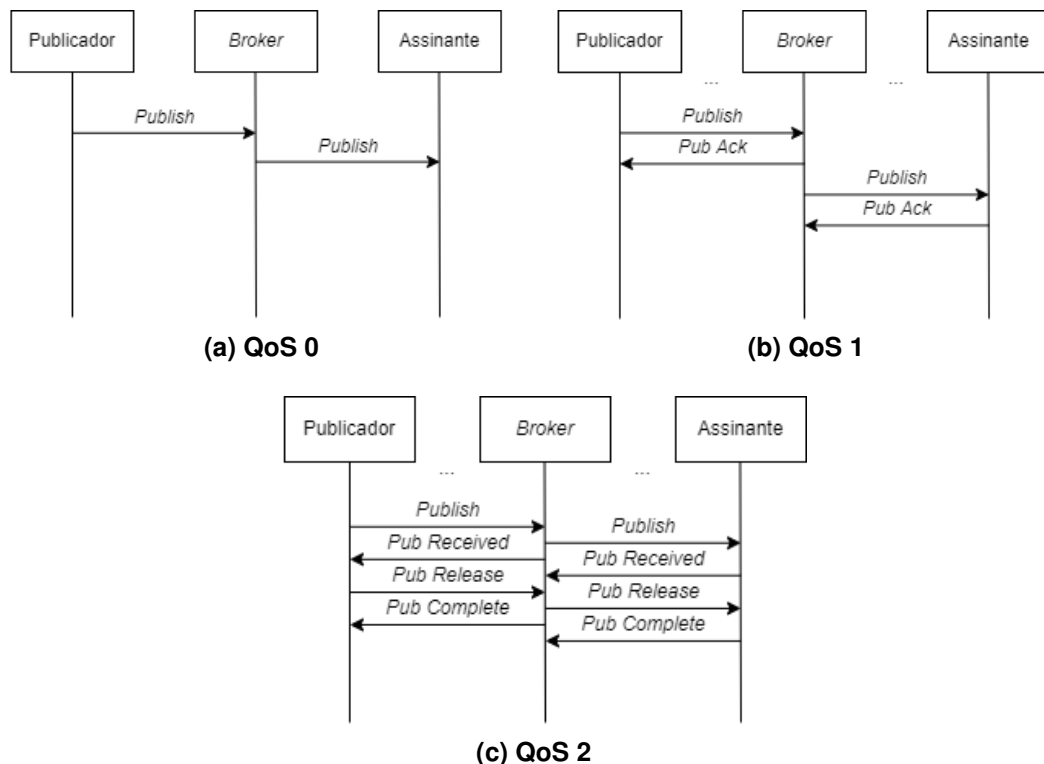 Publicador Broker Assinante
Publish
Publish
(a) QoS 0
Publicador Broker Assinante
... ...
Publish
Pub Ack
Publish
Pub Ack
(b) QoS 1
Publicador Broker Assinante
... ...
Publish
Publish
Pub Received
Pub Received
Pub Release
Pub Release
Pub Complete
Pub Complete
(c) QoS 2